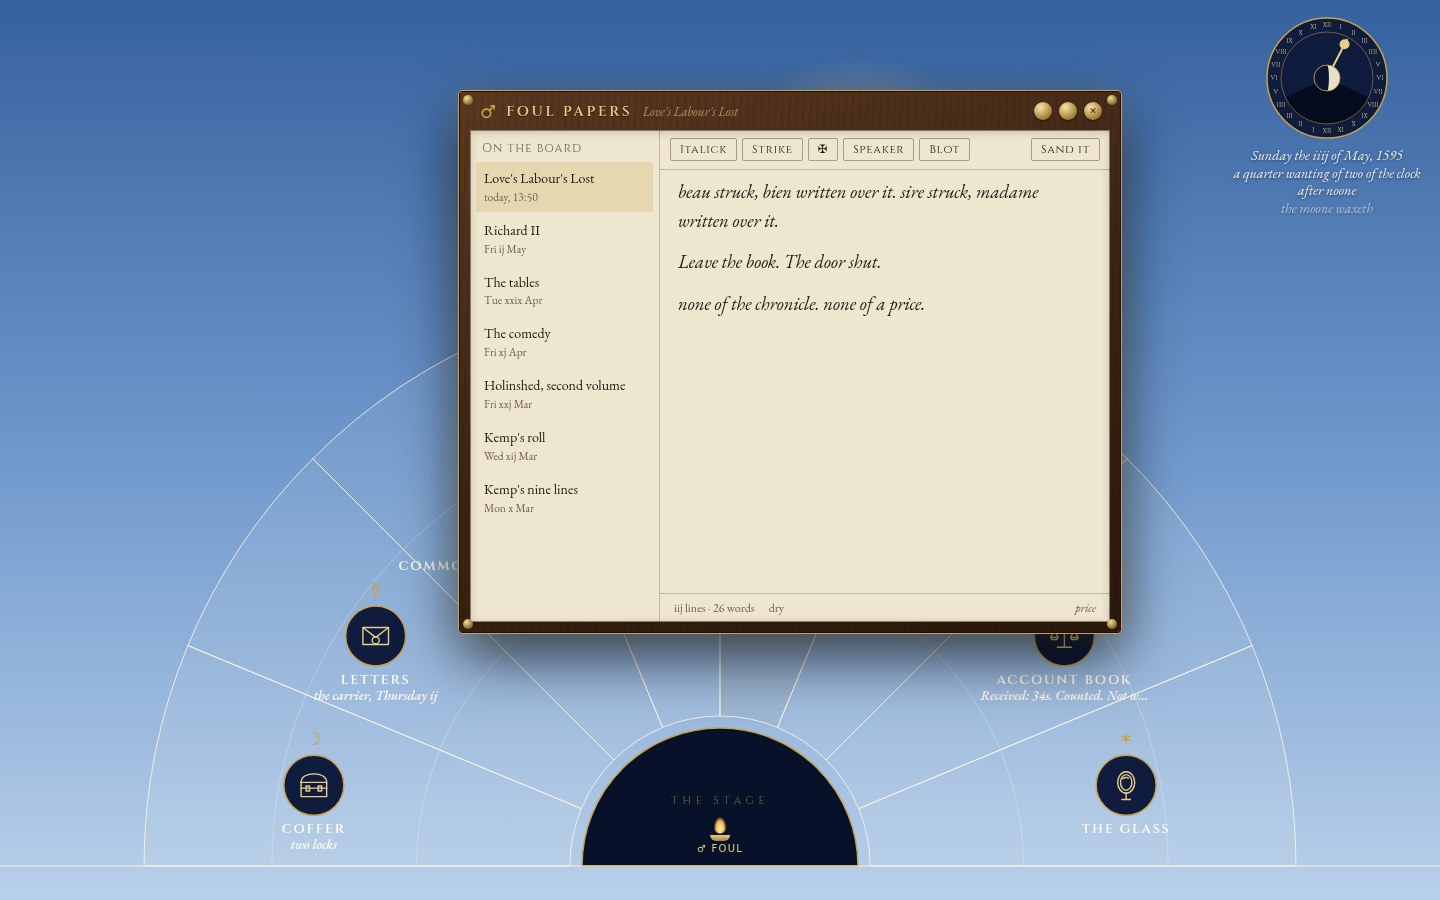 FOUL PAPERS Love's Labour's Lost
ON THE BOARD
Love's Labour's Lost
today, 13:50
Richard II
Fri ij May
The tables
Tue xxix Apr
The comedy
Fri xj Apr
Holinshed, second volume
Fri xxj Mar
Kemp's roll
Wed xij Mar
Kemp's nine lines
Mon x Mar
ITALICK STRIKE ✠ SPEAKER BLOT SAND IT
beau struck, bien written over it. sire struck, madame
written over it.
Leave the book. The door shut.
none of the chronicle. none of a price.
iij lines · 26 words dry price
Sunday the iiij of May, 1595
a quarter wanting of two of the clock
after noone
the moone waxeth
COMMO
LETTERS
the carrier, Thursday ij
COFFER
two locks
THE STAGE
♂ FOUL
ACCOUNT BOOK
Received: 34s. Counted. Not w...
THE GLASS